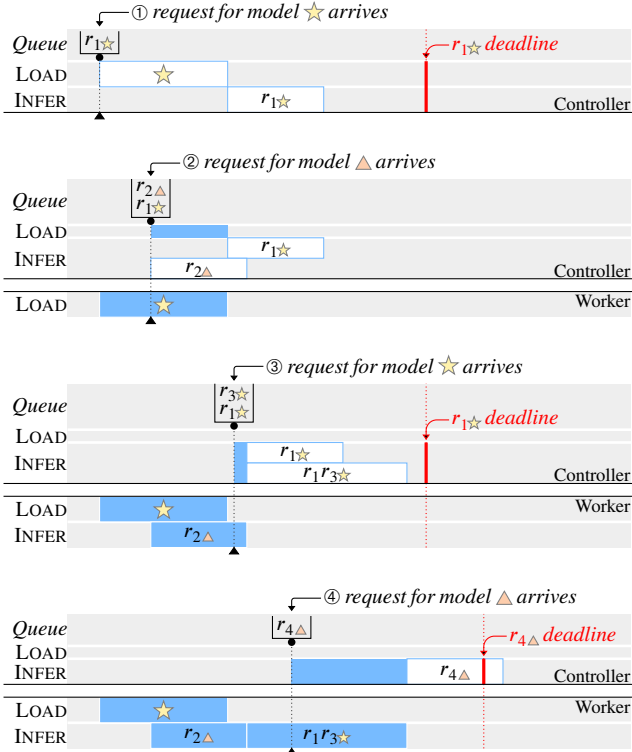 ① request for model ☆ arrives
Queue r₁☆ r₁☆ deadline
LOAD ☆
INFER r₁☆ Controller
② request for model △ arrives
r₂△
Queue r₁☆
LOAD
INFER r₁☆
r₂△ Controller
LOAD ☆ Worker
③ request for model ☆ arrives
r₃☆
Queue r₁☆ r₁☆ deadline
LOAD
INFER r₁☆
r₁r₃☆ Controller
LOAD ☆ Worker
INFER r₂△
④ request for model △ arrives
Queue r₄△ r₄△ deadline
LOAD
INFER r₄△ Controller
LOAD ☆ Worker
INFER r₂△ r₁r₃☆